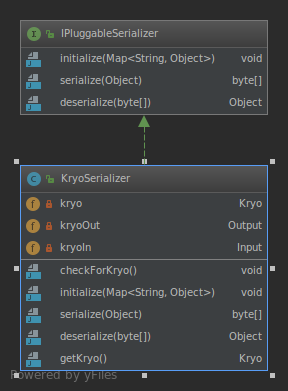 IPluggableSerializer
initialize(Map<String, Object>) void
serialize(Object) byte[]
deserialize(byte[]) Object
KryoSerializer
kryo Kryo
kryoOut Output
kryoIn Input
checkForKryo() void
initialize(Map<String, Object>) void
serialize(Object) byte[]
deserialize(byte[]) Object
getKryo() Kryo
Powered by yFiles